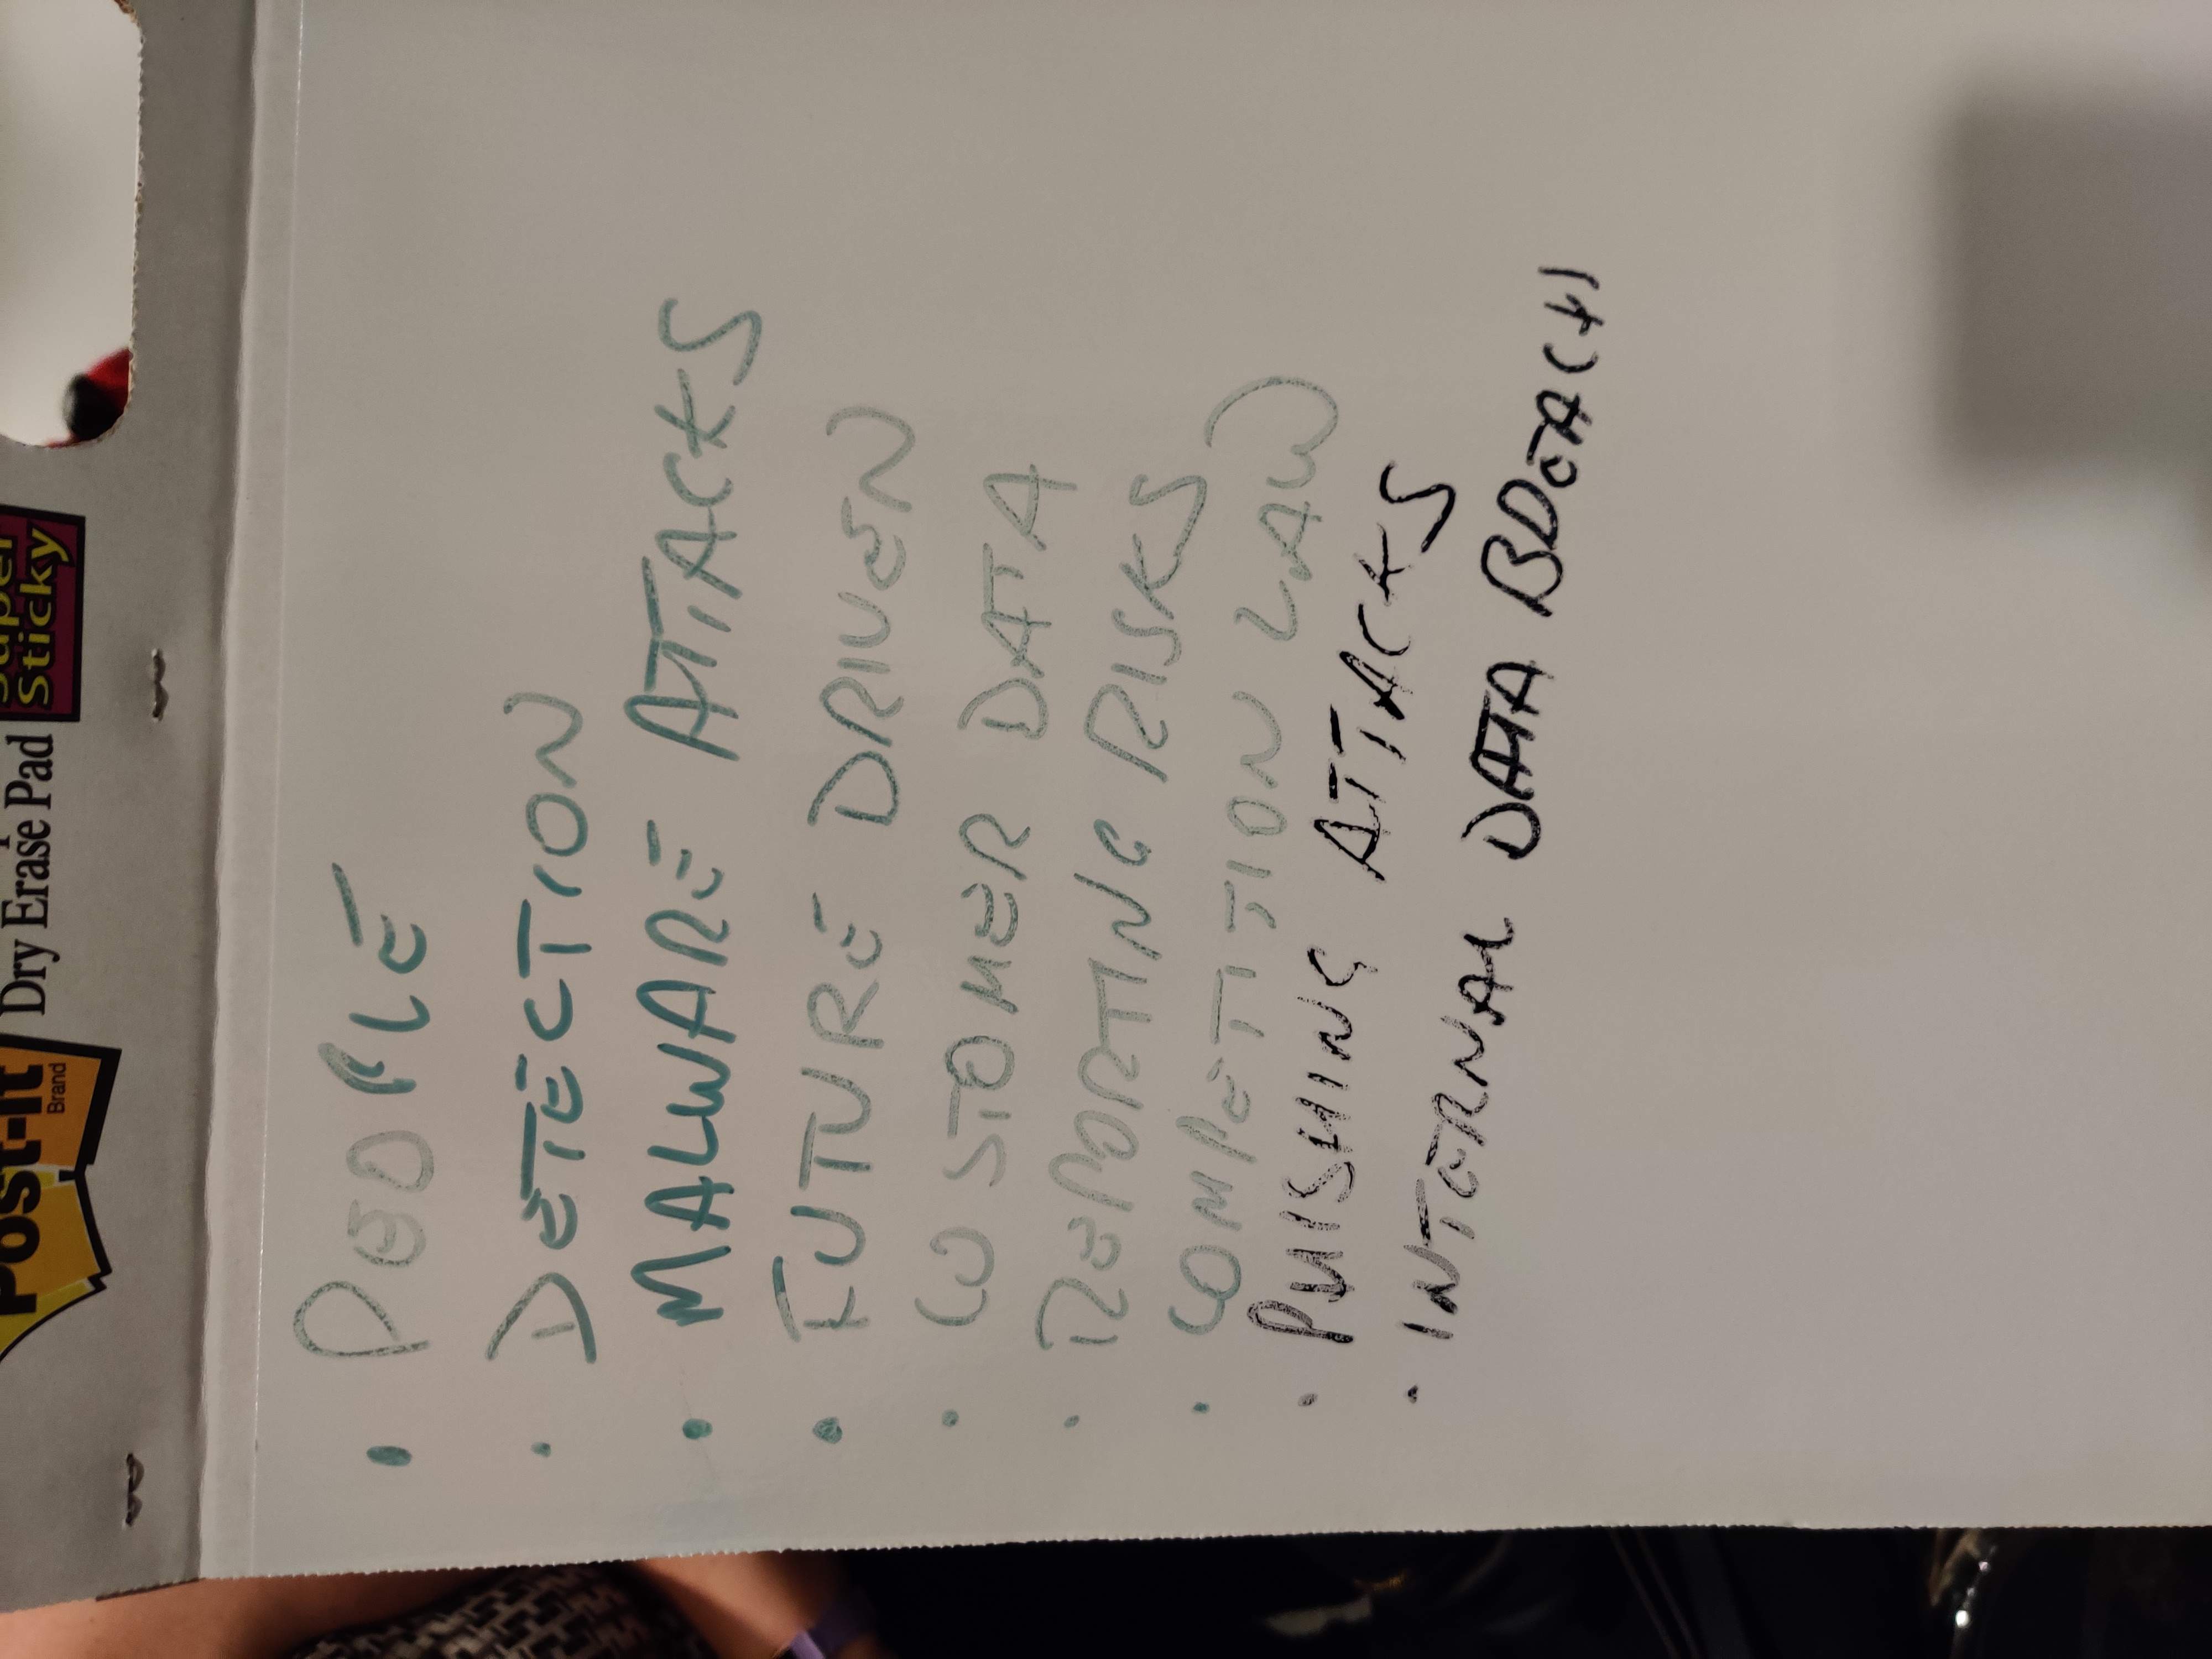 Post-it
Brand
Dry Erase Pad
Super
Sticky
• PEOPLE
• DETECTION
• MALWARE ATTACKS
• FUTURE DRIVEN
• CUSTOMER DATA
• REPORTING RISKS
• COMPETITION LAW
• PHISHING ATTACKS
• INTERNAL DATA BREACH